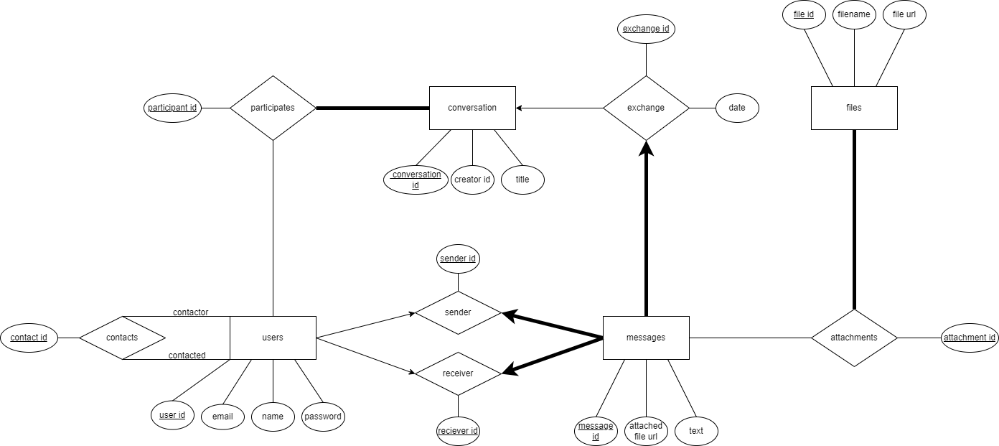 file id
filename
file url
exchange id
participant id
participates
conversation
exchange
date
files
conversation
id
creator id
title
sender id
contactor
sender
contact id
contacts
users
messages
attachments
attachment id
contacted
receiver
user id
email
name
password
reciever id
message
id
attached
file url
text